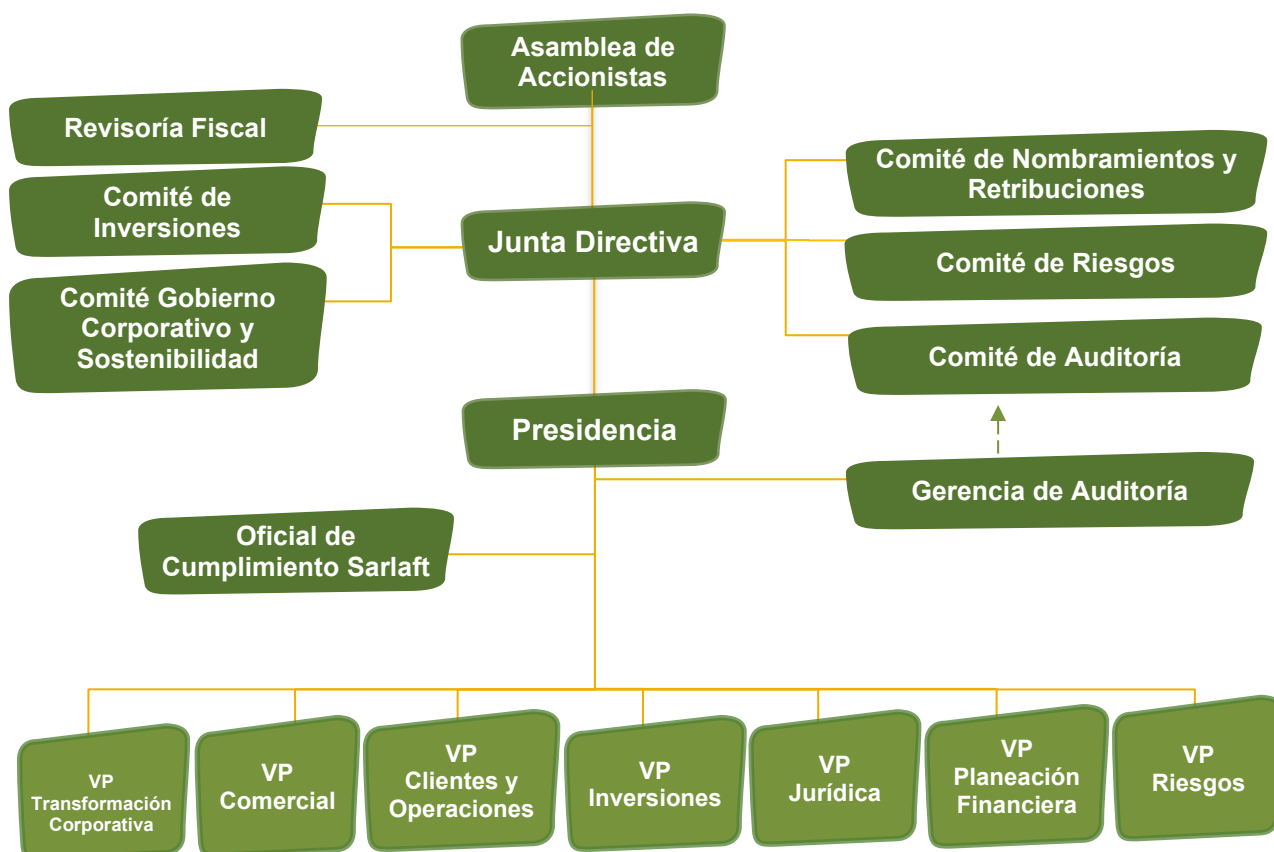 Asamblea de
Accionistas
Revisoría Fiscal
Comité de
Inversiones
Comité Gobierno
Corporativo y
Sostenibilidad
Junta Directiva
Comité de Nombramientos y
Retribuciones
Comité de Riesgos
Comité de Auditoría
Presidencia
Gerencia de Auditoría
Oficial de
Cumplimiento Sarlaft
VP
Transformación
Corporativa
VP
Comercial
VP
Clientes y
Operaciones
VP
Inversiones
VP
Jurídica
VP
Planeación
Financiera
VP
Riesgos